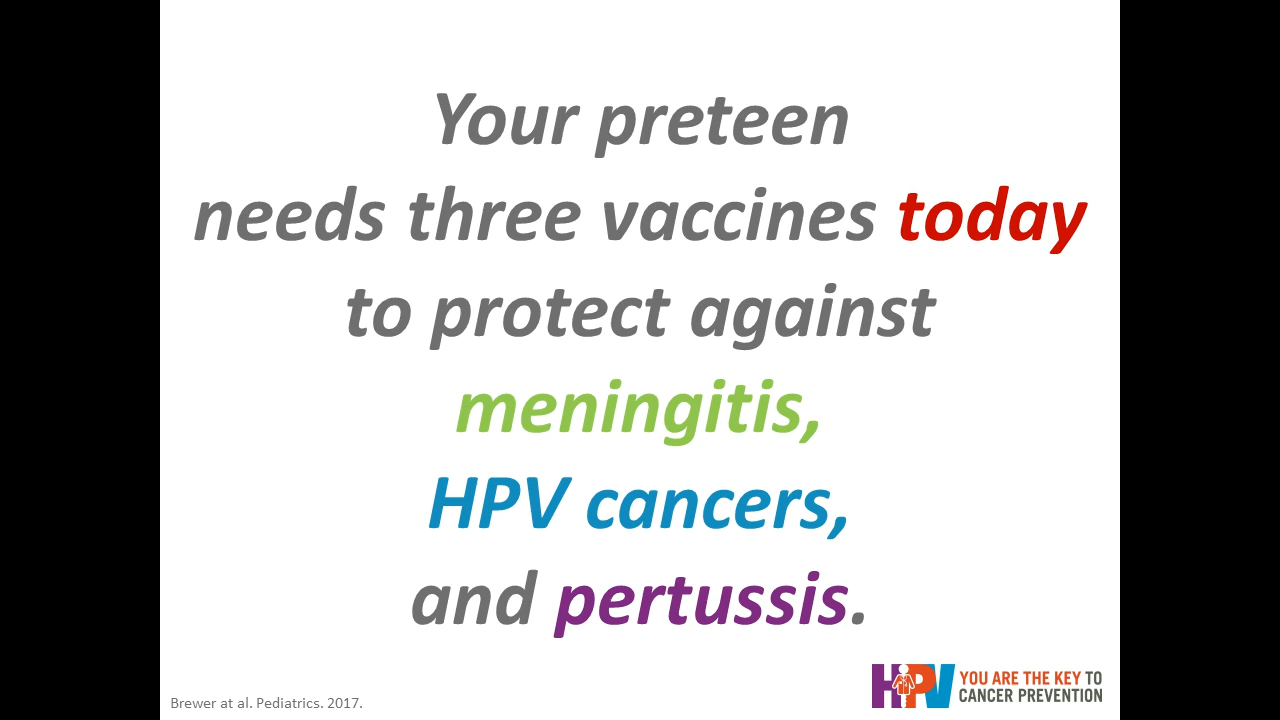 Your preteen
needs three vaccines today
to protect against
meningitis,
HPV cancers,
and pertussis.
Brewer at al. Pediatrics. 2017.
HPV
YOU ARE THE KEY TO
CANCER PREVENTION